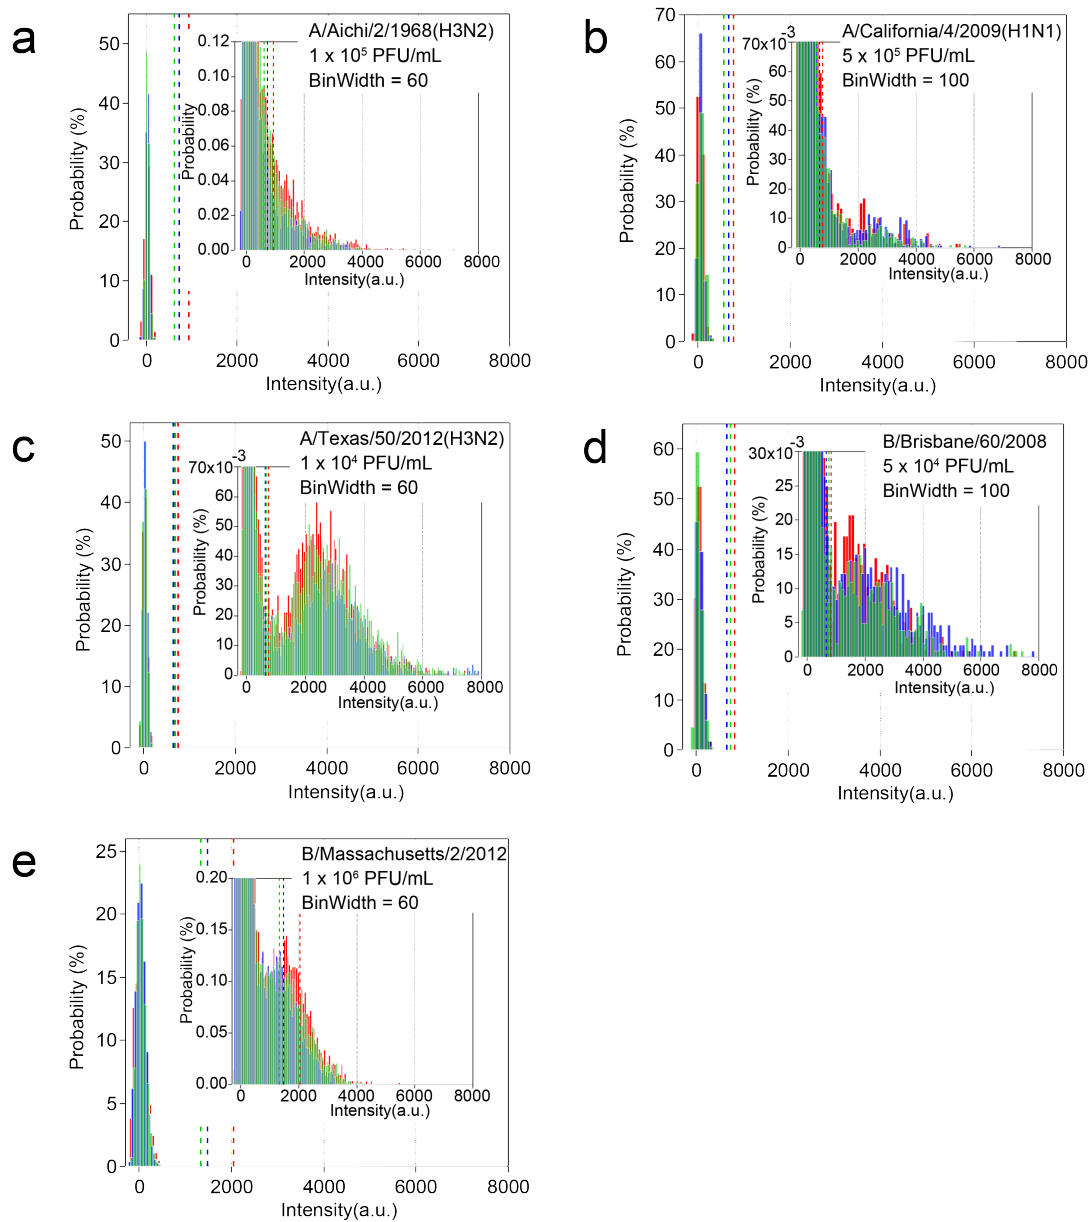 a
A/Aichi/2/1968(H3N2)
1 x 10⁵ PFU/mL
BinWidth = 60
Probability (%)
50
40
30
20
10
0
0 2000 4000 6000 8000
Intensity(a.u.)
Probability
0.12
0.10
0.08
0.06
0.04
0.02
0.00
0 2000 4000 6000 8000
Intensity(a.u.)
b
A/California/4/2009(H1N1)
5 x 10⁵ PFU/mL
BinWidth = 100
Probability (%)
70
60
50
40
30
20
10
0
0 2000 4000 6000 8000
Intensity(a.u.)
Probability (%)
70x10⁻³
60
50
40
30
20
10
0
0 2000 4000 6000 8000
Intensity(a.u.)
c
A/Texas/50/2012(H3N2)
1 x 10⁴ PFU/mL
BinWidth = 60
Probability (%)
50
40
30
20
10
0
0 2000 4000 6000 8000
Intensity(a.u.)
Probability (%)
70x10⁻³
60
50
40
30
20
10
0
0 2000 4000 6000 8000
Intensity(a.u.)
d
B/Brisbane/60/2008
5 x 10⁴ PFU/mL
BinWidth = 100
Probability (%)
60
50
40
30
20
10
0
0 2000 4000 6000 8000
Intensity(a.u.)
Probability (%)
30x10⁻³
25
20
15
10
5
0
0 2000 4000 6000 8000
Intensity(a.u.)
e
B/Massachusetts/2/2012
1 x 10⁶ PFU/mL
BinWidth = 60
Probability (%)
25
20
15
10
5
0
0 2000 4000 6000 8000
Intensity(a.u.)
Probability (%)
0.20
0.15
0.10
0.05
0.00
0 2000 4000 6000 8000
Intensity(a.u.)